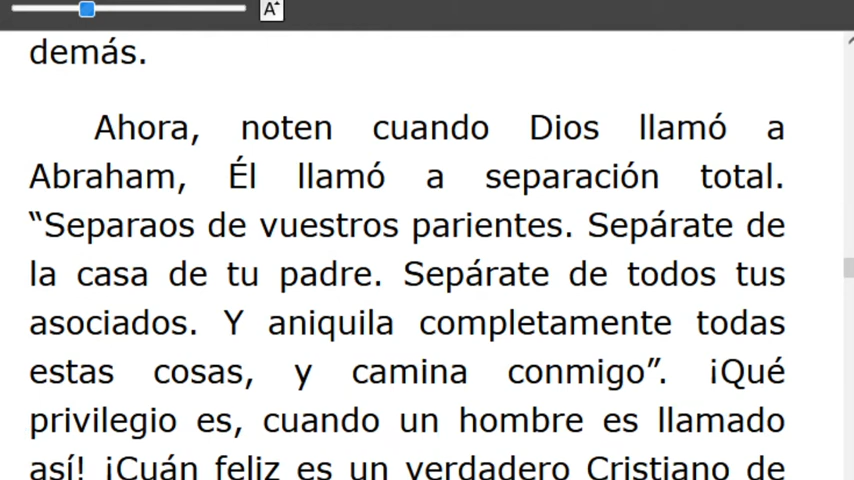 A
demás.
Ahora, noten cuando Dios llamó a
Abraham, Él llamó a separación total.
“Separaos de vuestros parientes. Sepárate de
la casa de tu padre. Sepárate de todos tus
asociados. Y aniquila completamente todas
estas cosas, y camina conmigo”. ¡Qué
privilegio es, cuando un hombre es llamado
así! ¡Cuán feliz es un verdadero Cristiano de